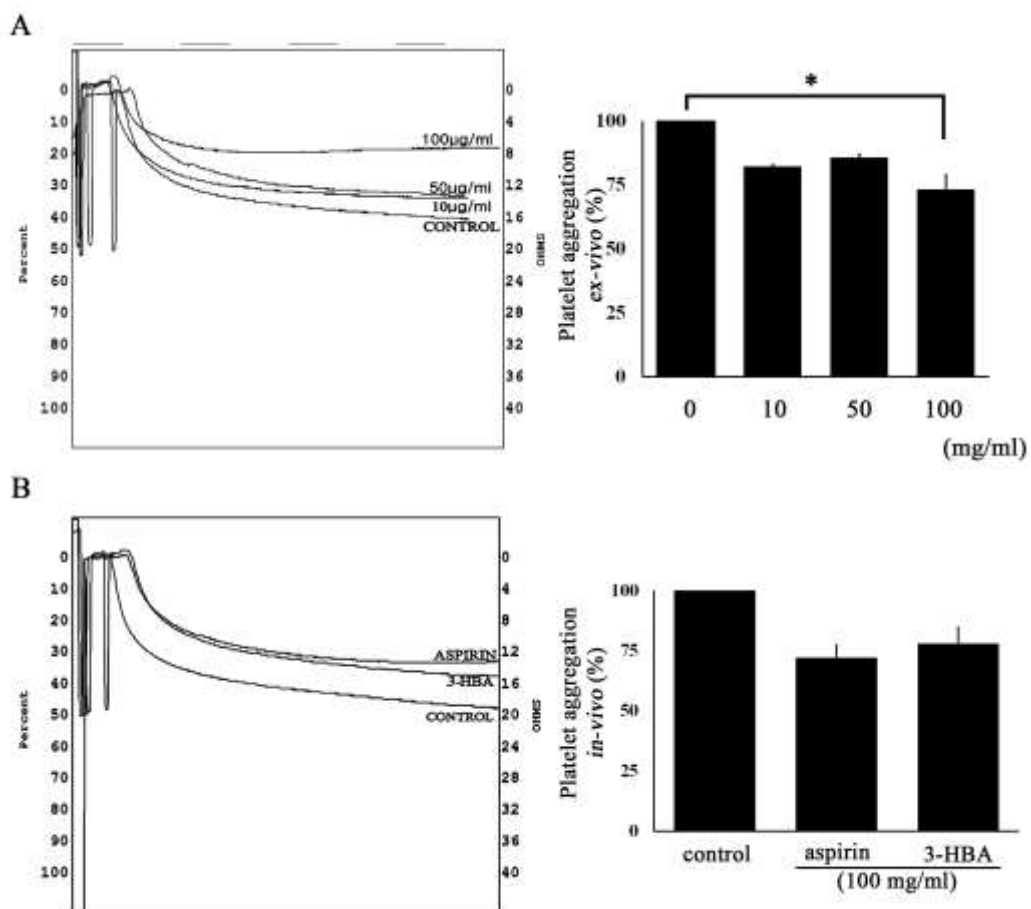 A
0
10
20
30
40
50
60
70
80
90
100
Percent
100µg/ml
50µg/ml
10µg/ml
CONTROL
0
4
8
12
16
20
24
28
32
36
40
OHMS
Platelet aggregation
ex-vivo (%)
100
75
50
25
0
*
0 10 50 100
(mg/ml)
B
0
10
20
30
40
50
60
70
80
90
100
Percent
ASPIRIN
3-HBA
CONTROL
0
4
8
12
16
20
24
28
32
36
40
OHMS
Platelet aggregation
in-vivo (%)
100
75
50
25
0
control aspirin 3-HBA
(100 mg/ml)